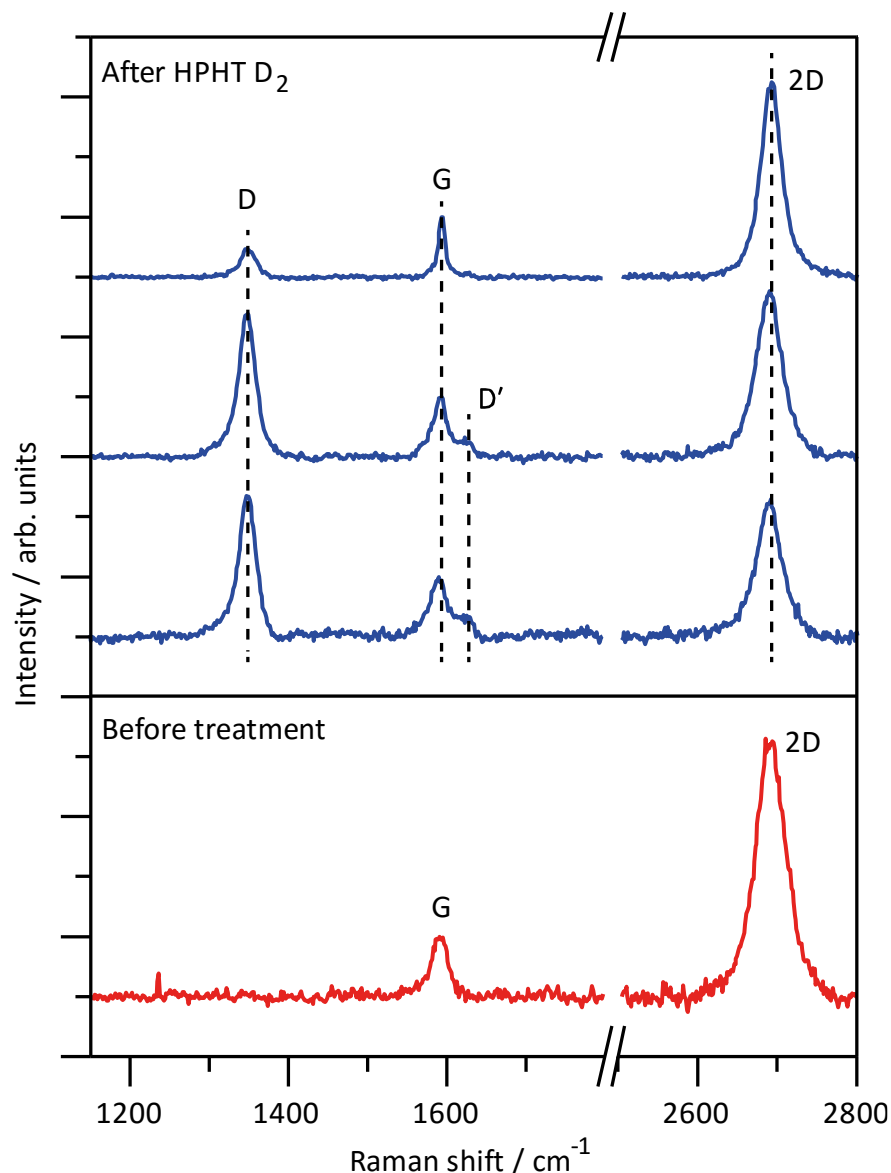 After HPHT D₂
2D
D
G
D′
Before treatment
2D
G
Intensity / arb. units
1200
1400
1600
2600
2800
Raman shift / cm⁻¹